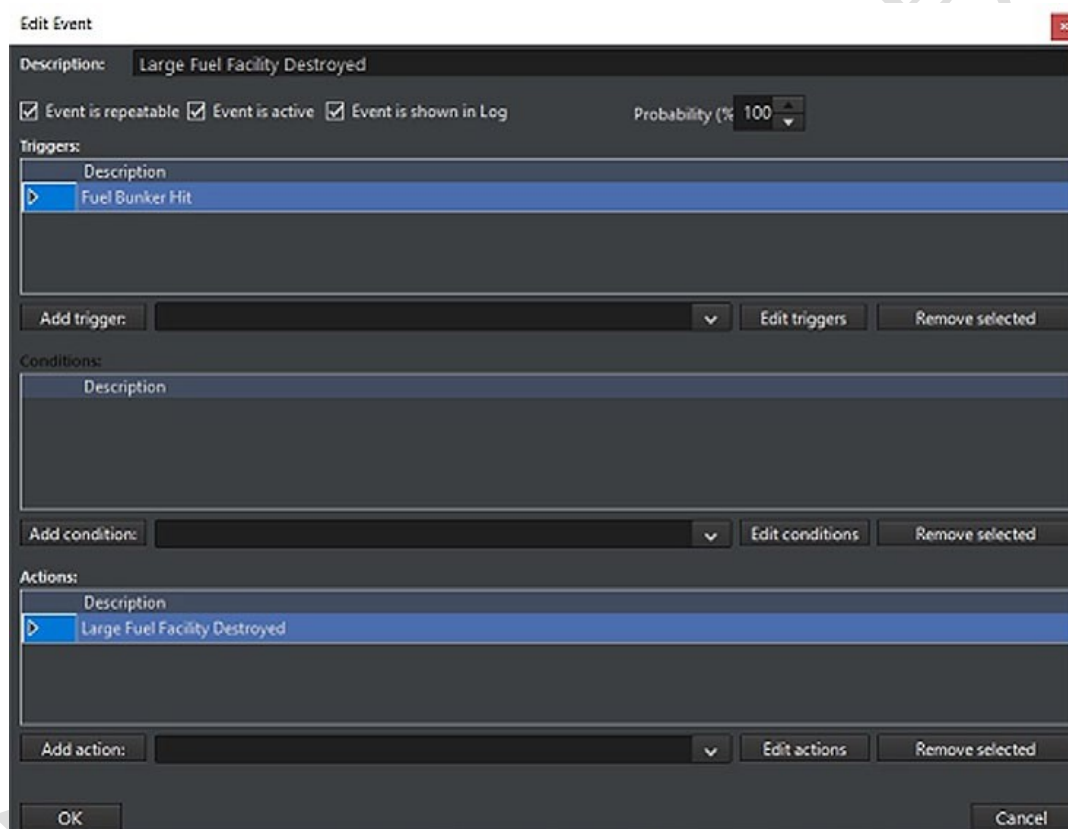 Edit Event
Description: Large Fuel Facility Destroyed
Event is repeatable Event is active Event is shown in Log Probability (% 100
Triggers:
Description
Fuel Bunker Hit
Add trigger: Edit triggers Remove selected
Conditions:
Description
Add condition: Edit conditions Remove selected
Actions:
Description
Large Fuel Facility Destroyed
Add action: Edit actions Remove selected
OK Cancel